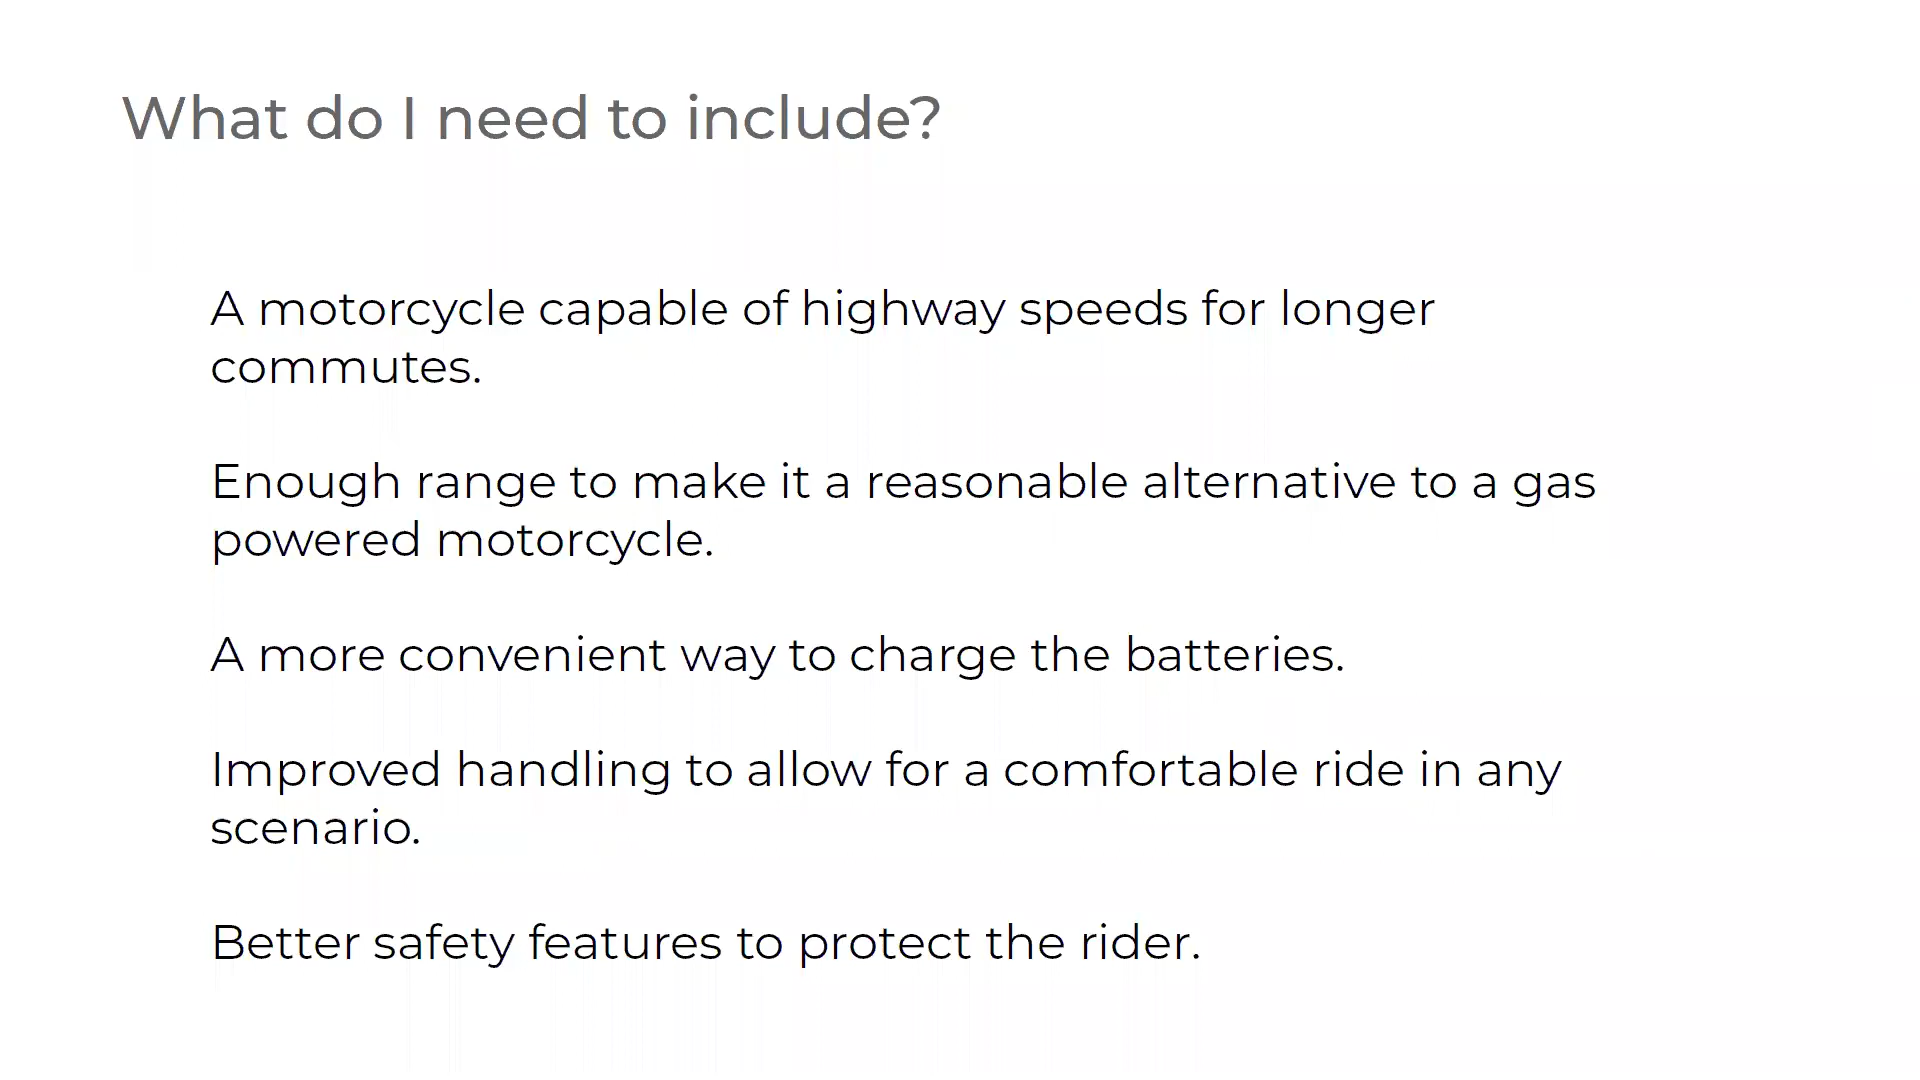 What do I need to include?
A motorcycle capable of highway speeds for longer
commutes.
Enough range to make it a reasonable alternative to a gas
powered motorcycle.
A more convenient way to charge the batteries.
Improved handling to allow for a comfortable ride in any
scenario.
Better safety features to protect the rider.